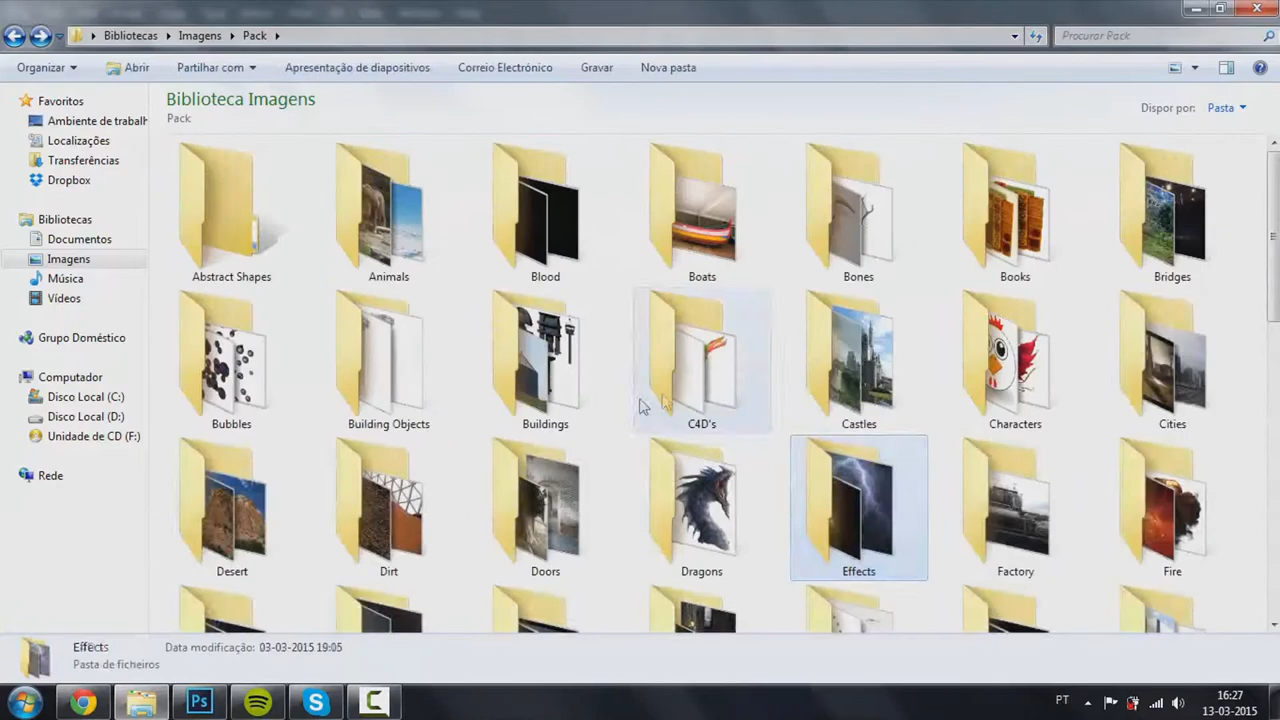 Bibliotecas Imagens Pack
Procurar Pack
Organizar Abrir Partilhar com Apresentação de diapositivos Correio Electrónico Gravar Nova pasta
Favoritos
Ambiente de trabalh
Localizações
Transferências
Dropbox
Bibliotecas
Documentos
Imagens
Música
Vídeos
Grupo Doméstico
Computador
Disco Local (C:)
Disco Local (D:)
Unidade de CD (F:)
Rede
Biblioteca Imagens
Pack
Dispor por: Pasta
Abstract Shapes Animals Blood Boats Bones Books Bridges
Bubbles Building Objects Buildings C4D's Castles Characters Cities
Desert Dirt Doors Dragons Effects Factory Fire
Effects Data modificação: 03-03-2015 19:05
Pasta de ficheiros
Ps
PT
16:27
13-03-2015